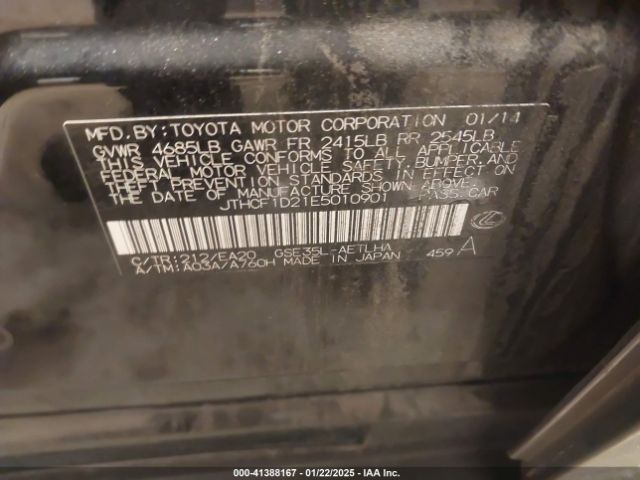 MFD.BY:TOYOTA MOTOR CORPORATION 01/14
GVWR 4685LB GAWR FR 2415LB RR 2545LB
THIS VEHICLE CONFORMS TO ALL APPLICABLE
FEDERAL MOTOR VEHICLE SAFETY,BUMPER,AND
THEFT PREVENTION STANDARDS IN EFFECT ON
THE DATE OF MANUFACTURE SHOWN ABOVE.
JTHCF1D21E5010901 PASS.CAR
C/TR:212/EA20 GSE35L-AETLHA
A/TM:A03A/A760H MADE IN JAPAN 459 A
000-41388167 - 01/22/2025 - IAA Inc.